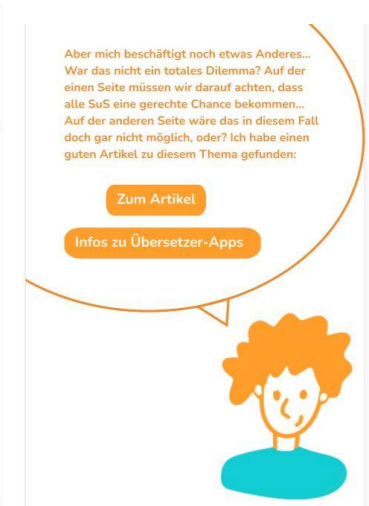 Aber mich beschäftigt noch etwas Anderes...
War das nicht ein totales Dilemma? Auf der
einen Seite müssen wir darauf achten, dass
alle SuS eine gerechte Chance bekommen...
Auf der anderen Seite wäre das in diesem Fall
doch gar nicht möglich, oder? Ich habe einen
guten Artikel zu diesem Thema gefunden:
Zum Artikel
Infos zu Übersetzer-Apps